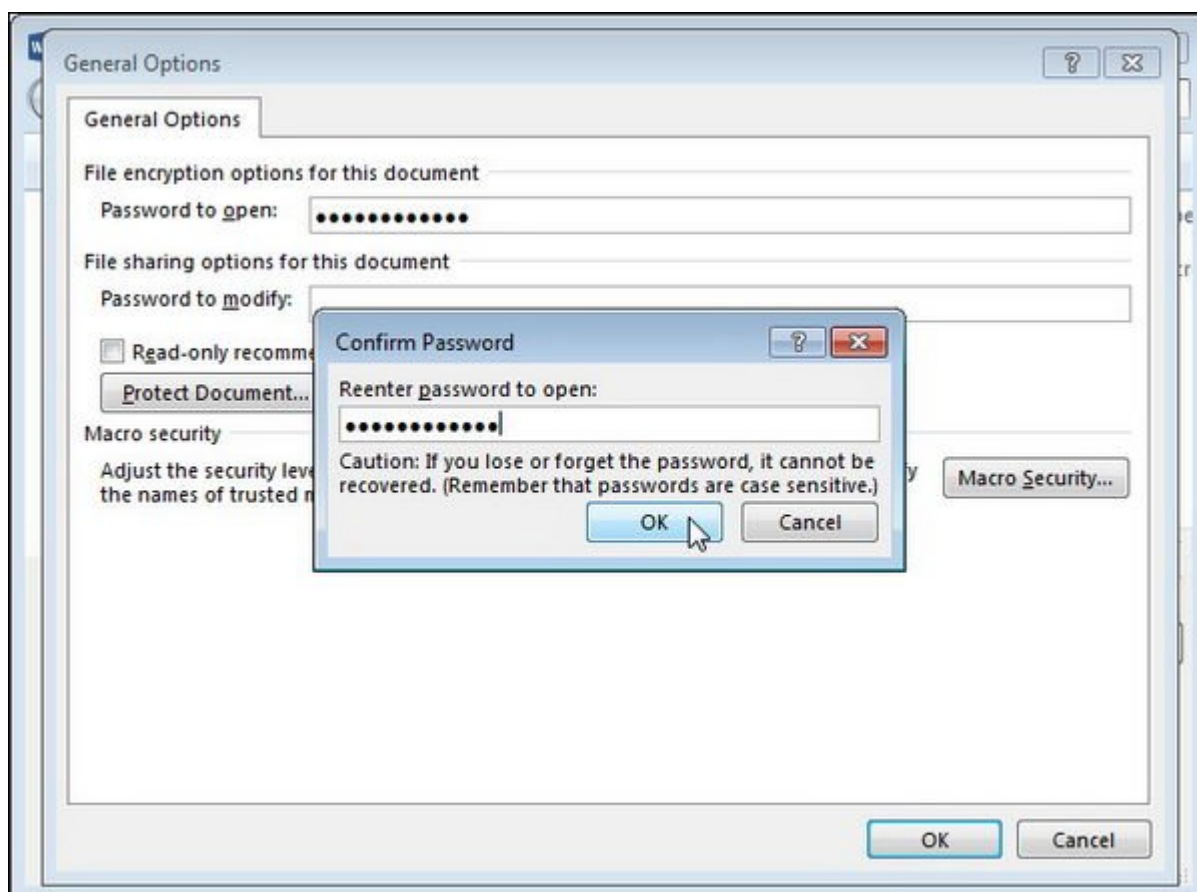 General Options
General Options
File encryption options for this document
Password to open:
••••••••••••
File sharing options for this document
Password to modify:
Read-only
Protect Document...
Macro security
Adjust the security
the names of trusted
Macro Security...
Confirm Password
Reenter password to open:
••••••••••••
Caution: If you lose or forget the password, it cannot be
recovered. (Remember that passwords are case sensitive.)
OK
Cancel
OK
Cancel